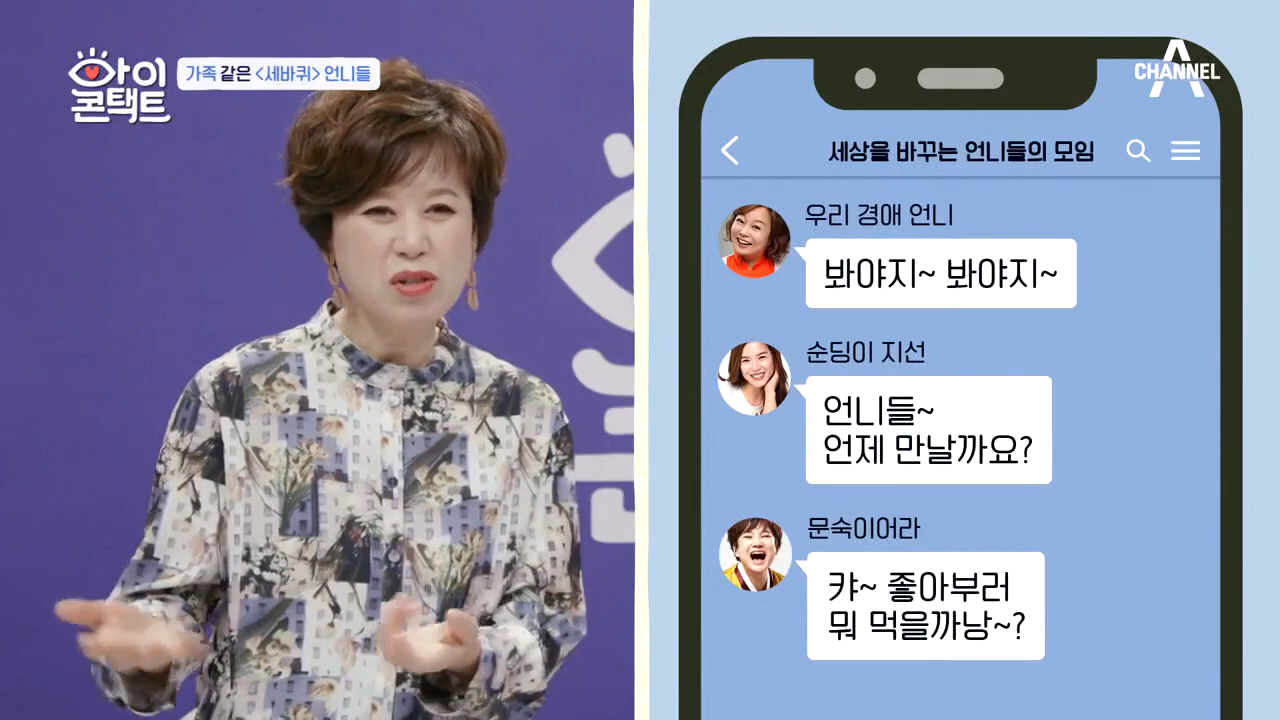 아이
콘택트
가족 같은 <세바퀴> 언니들
CHANNEL A
세상을 바꾸는 언니들의 모임
우리 경애 언니
봐야지~ 봐야지~
순딩이 지선
언니들~
언제 만날까요?
문숙이어라
캬~ 좋아부러
뭐 먹을까낭~?